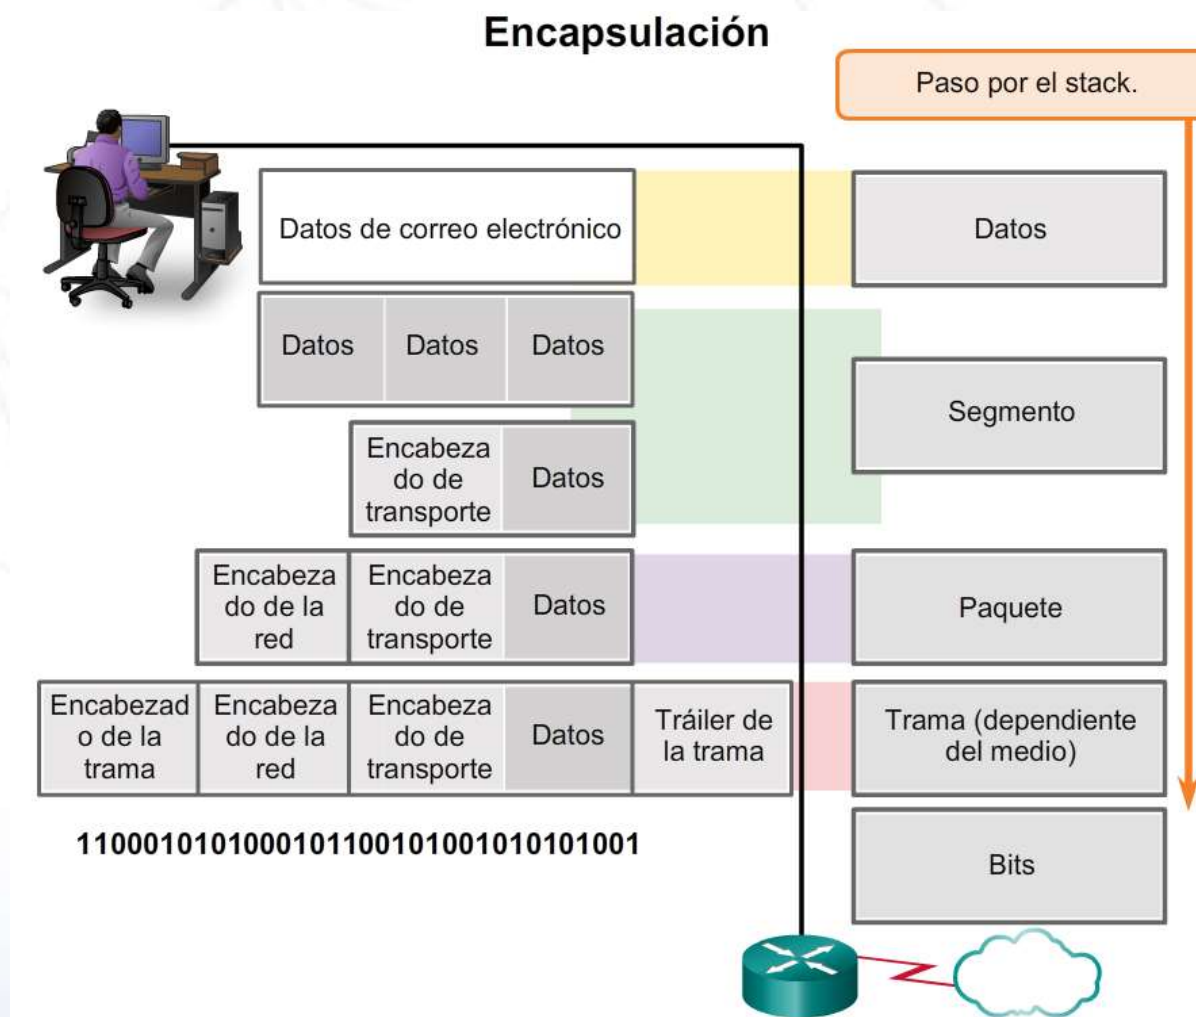 Encapsulación
Paso por el stack.
Datos de correo electrónico
Datos
Datos
Datos
Datos
Segmento
Encabeza
do de
transporte
Datos
Encabeza
do de la
red
Encabeza
do de
transporte
Datos
Paquete
Encabezad
o de la
trama
Encabeza
do de la
red
Encabeza
do de
transporte
Datos
Tráiler de
la trama
Trama (dependiente
del medio)
1100010101000101100101001010101001
Bits